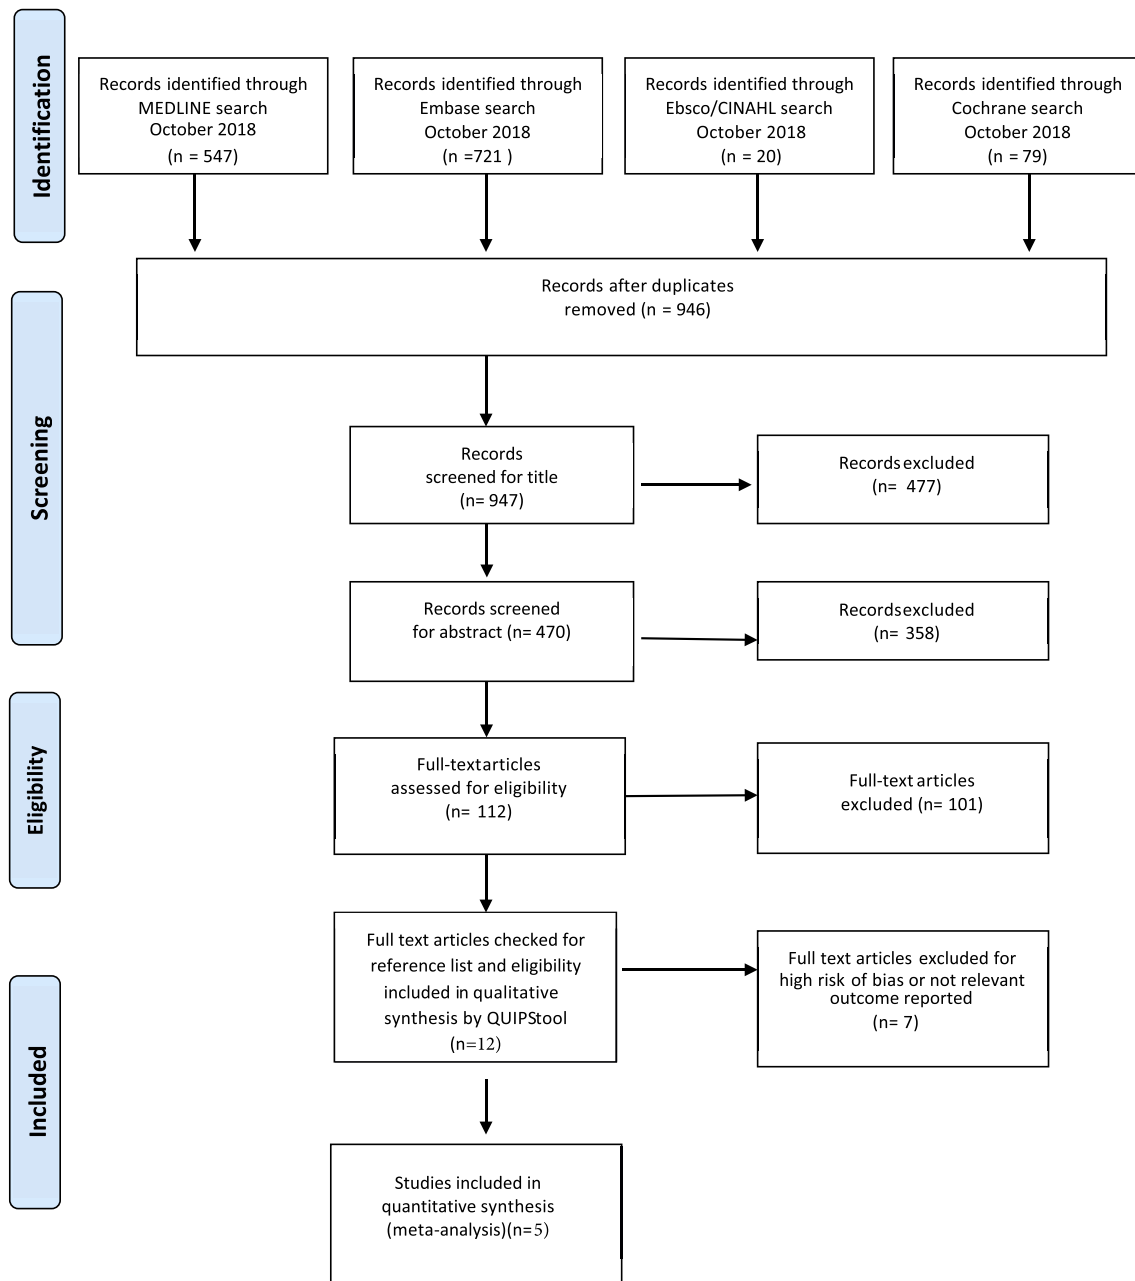 Identification
Records identified through
MEDLINE search
October 2018
(n = 547)
Records identified through
Embase search
October 2018
(n =721 )
Records identified through
Ebsco/CINAHL search
October 2018
(n = 20)
Records identified through
Cochrane search
October 2018
(n = 79)
Records after duplicates
removed (n = 946)
Screening
Records
screened for title
(n= 947)
Records excluded
(n= 477)
Records screened
for abstract (n= 470)
Records excluded
(n= 358)
Eligibility
Full-text articles
assessed for eligibility
(n= 112)
Full-text articles
excluded (n= 101)
Included
Full text articles checked for
reference list and eligibility
included in qualitative
synthesis by QUIPStool
(n=12)
Full text articles excluded for
high risk of bias or not relevant
outcome reported
(n= 7)
Studies included in
quantitative synthesis
(meta-analysis)(n=5)